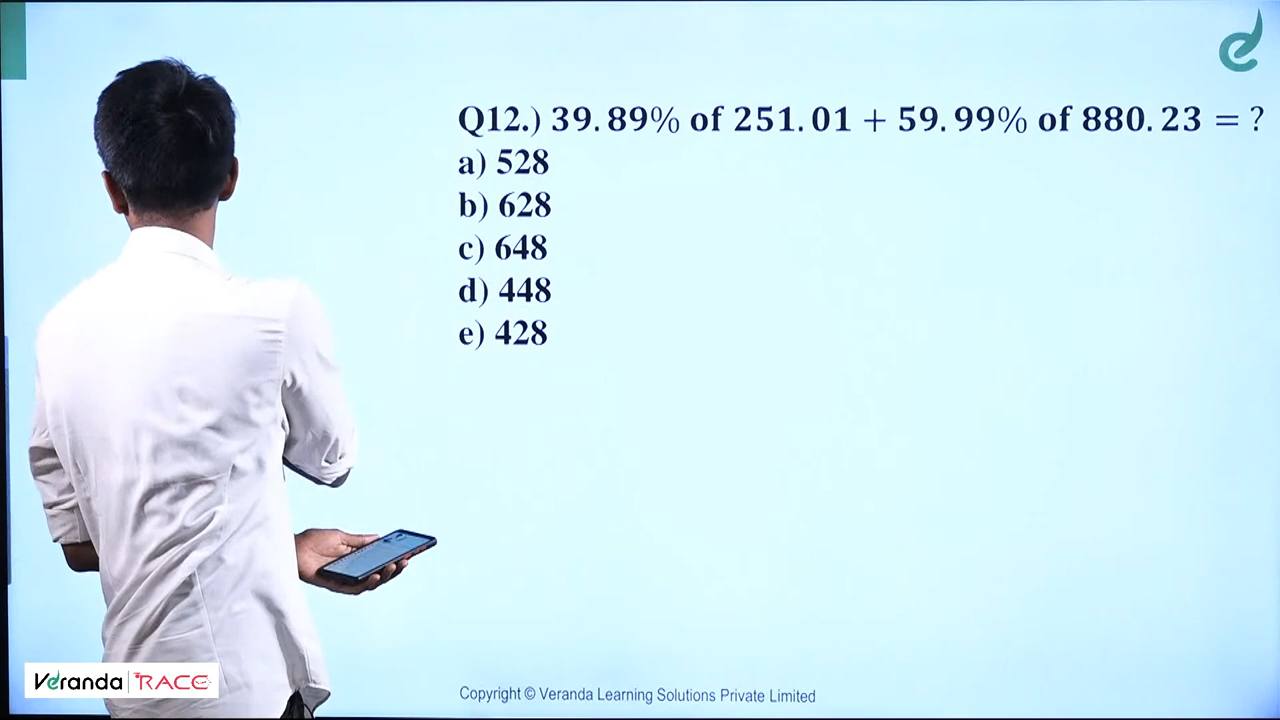 Q12.) 39.89% of 251.01 + 59.99% of 880.23 = ?
a) 528
b) 628
c) 648
d) 448
e) 428
Veranda RACE
Copyright © Veranda Learning Solutions Private Limited